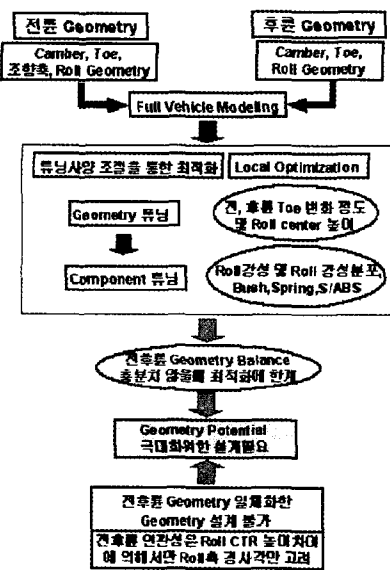 전륜 Geometry
후륜 Geometry
Camber, Toe,
조향축, Roll Geometry
Camber, Toe,
Roll Geometry
Full Vehicle Modeling
튜닝사양 조절을 통한 최적화
Local Optimization
Geometry 튜닝
전, 후륜 Toe 변화 정도
및 Roll center 높이
Component 튜닝
Roll강성 및 Roll 강성분포,
Bush,Spring,S/ABS
전후륜 Geometry Balance
충분치 않을때 최적화에 한계
Geometry Potential
극대화위한 설계필요
전후륜 Geometry 일체화한
Geometry 설계 불가
전후륜 연관성은 Roll CTR 높이차이
에 의해서만 Roll축 경사각만 고려